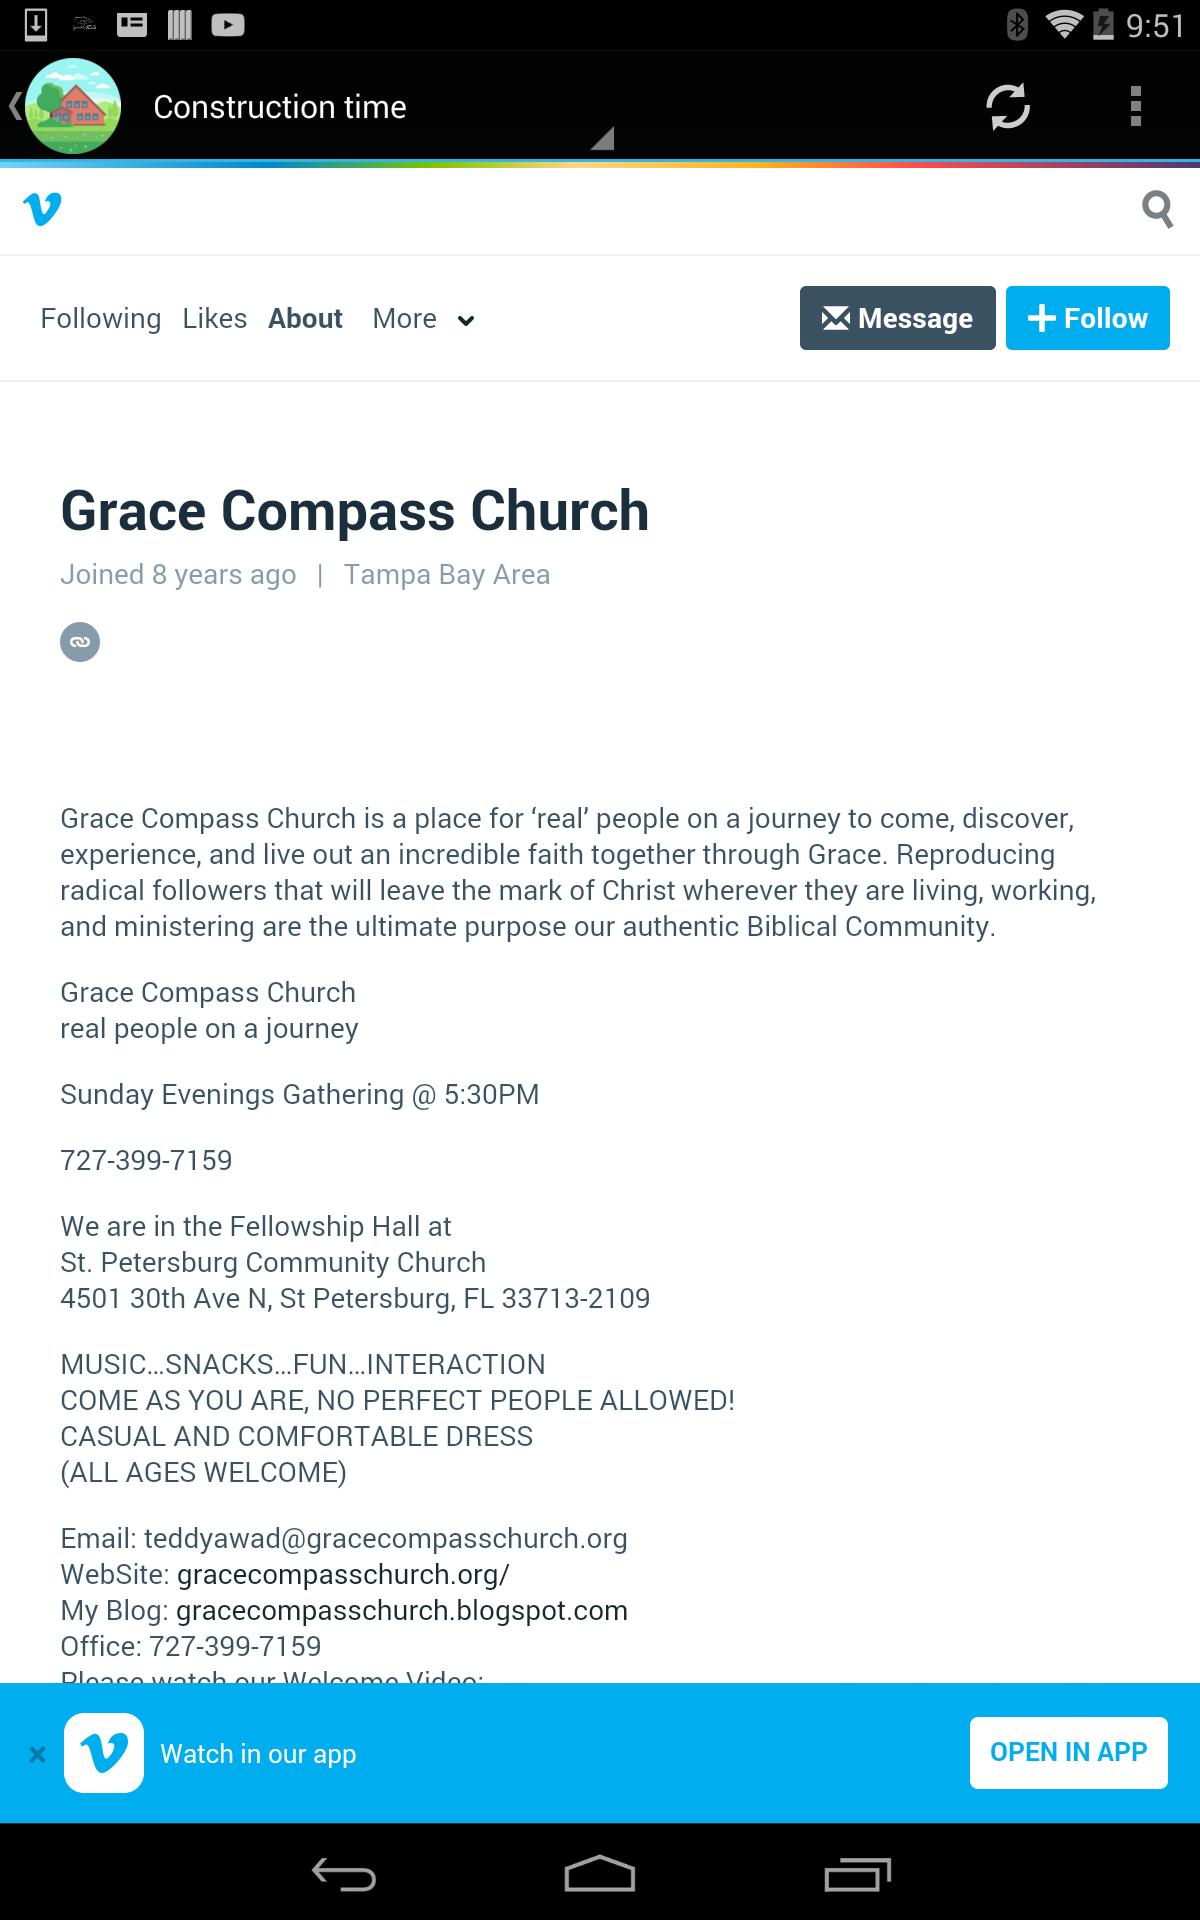 9:51
Construction time
Following Likes About More
Message
Follow
Grace Compass Church
Joined 8 years ago | Tampa Bay Area
Grace Compass Church is a place for ‘real’ people on a journey to come, discover,
experience, and live out an incredible faith together through Grace. Reproducing
radical followers that will leave the mark of Christ wherever they are living, working,
and ministering are the ultimate purpose our authentic Biblical Community.
Grace Compass Church
real people on a journey
Sunday Evenings Gathering @ 5:30PM
727-399-7159
We are in the Fellowship Hall at
St. Petersburg Community Church
4501 30th Ave N, St Petersburg, FL 33713-2109
MUSIC...SNACKS...FUN...INTERACTION
COME AS YOU ARE, NO PERFECT PEOPLE ALLOWED!
CASUAL AND COMFORTABLE DRESS
(ALL AGES WELCOME)
Email: teddyawad@gracecompasschurch.org
WebSite: gracecompasschurch.org/
My Blog: gracecompasschurch.blogspot.com
Office: 727-399-7159
Please watch our Welcome Video:
Watch in our app
OPEN IN APP